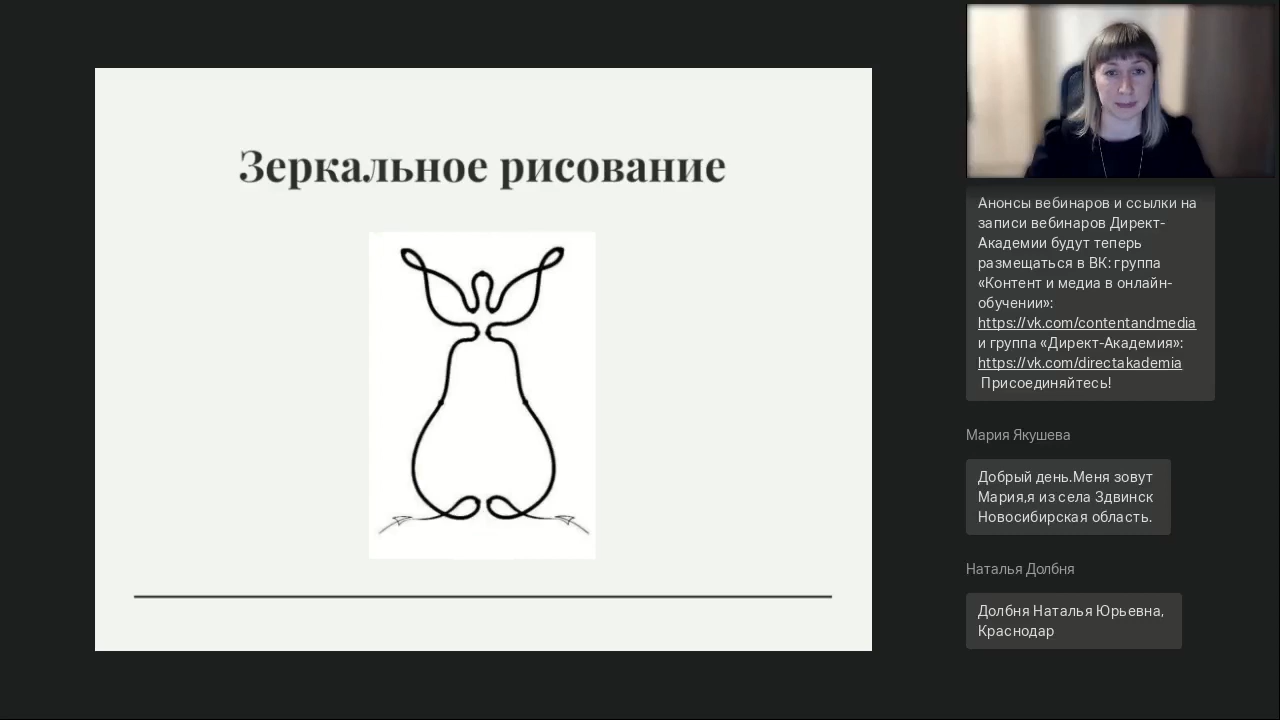 Зеркальное рисование
Анонсы вебинаров и ссылки на
записи вебинаров Директ-
Академии будут теперь
размещаться в ВК: группа
«Контент и медиа в онлайн-
обучении»:
https://vk.com/contentandmedia
и группа «Директ-Академия»:
https://vk.com/directakademia
Присоединяйтесь!
Мария Якушева
Добрый день.Меня зовут
Мария,я из села Здвинск
Новосибирская область.
Наталья Долбня
Долбня Наталья Юрьевна,
Краснодар